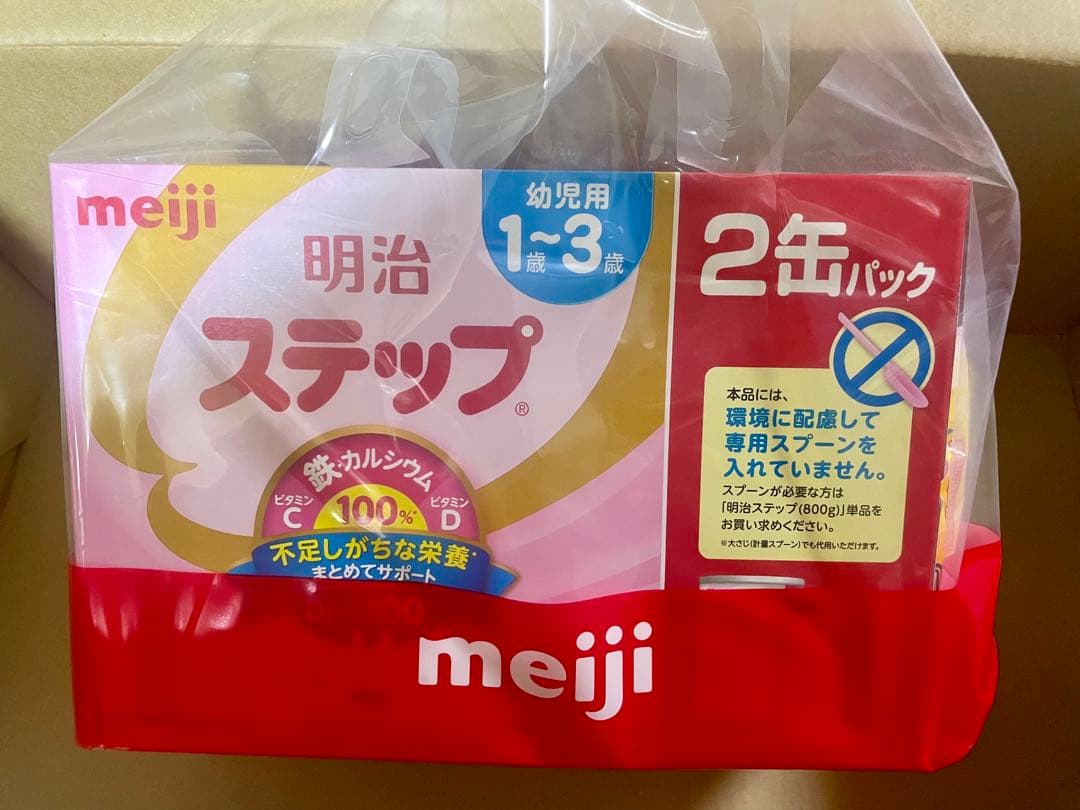 meiji
明治
ステップ®
幼児用
1歳~3歳
鉄・カルシウム
ビタミン
C
100%*
ビタミン
D
不足しがちな栄養*
まとめてサポート
2缶パック
本品には、
環境に配慮して
専用スプーンを
入れていません。
スプーンが必要な方は
「明治ステップ(800g)」単品を
お買い求めください。
※大さじ(計量スプーン)でも代用いただけます。
meiji